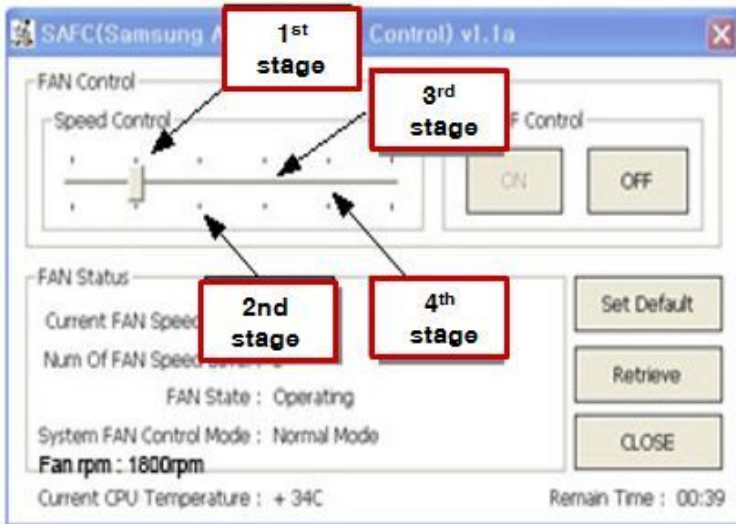 SAFC(Samsung A Control) v1.1a
1st
stage
FAN Control
Speed Control
3rd
stage
F Control
ON
OFF
FAN Status
2nd
stage
4th
stage
Set Default
Current FAN Speed
Num Of FAN Speed
Retrieve
FAN State : Operating
System FAN Control Mode : Normal Mode
CLOSE
Fan rpm : 1800rpm
Current CPU Temperature : + 34C
Remain Time : 00:39